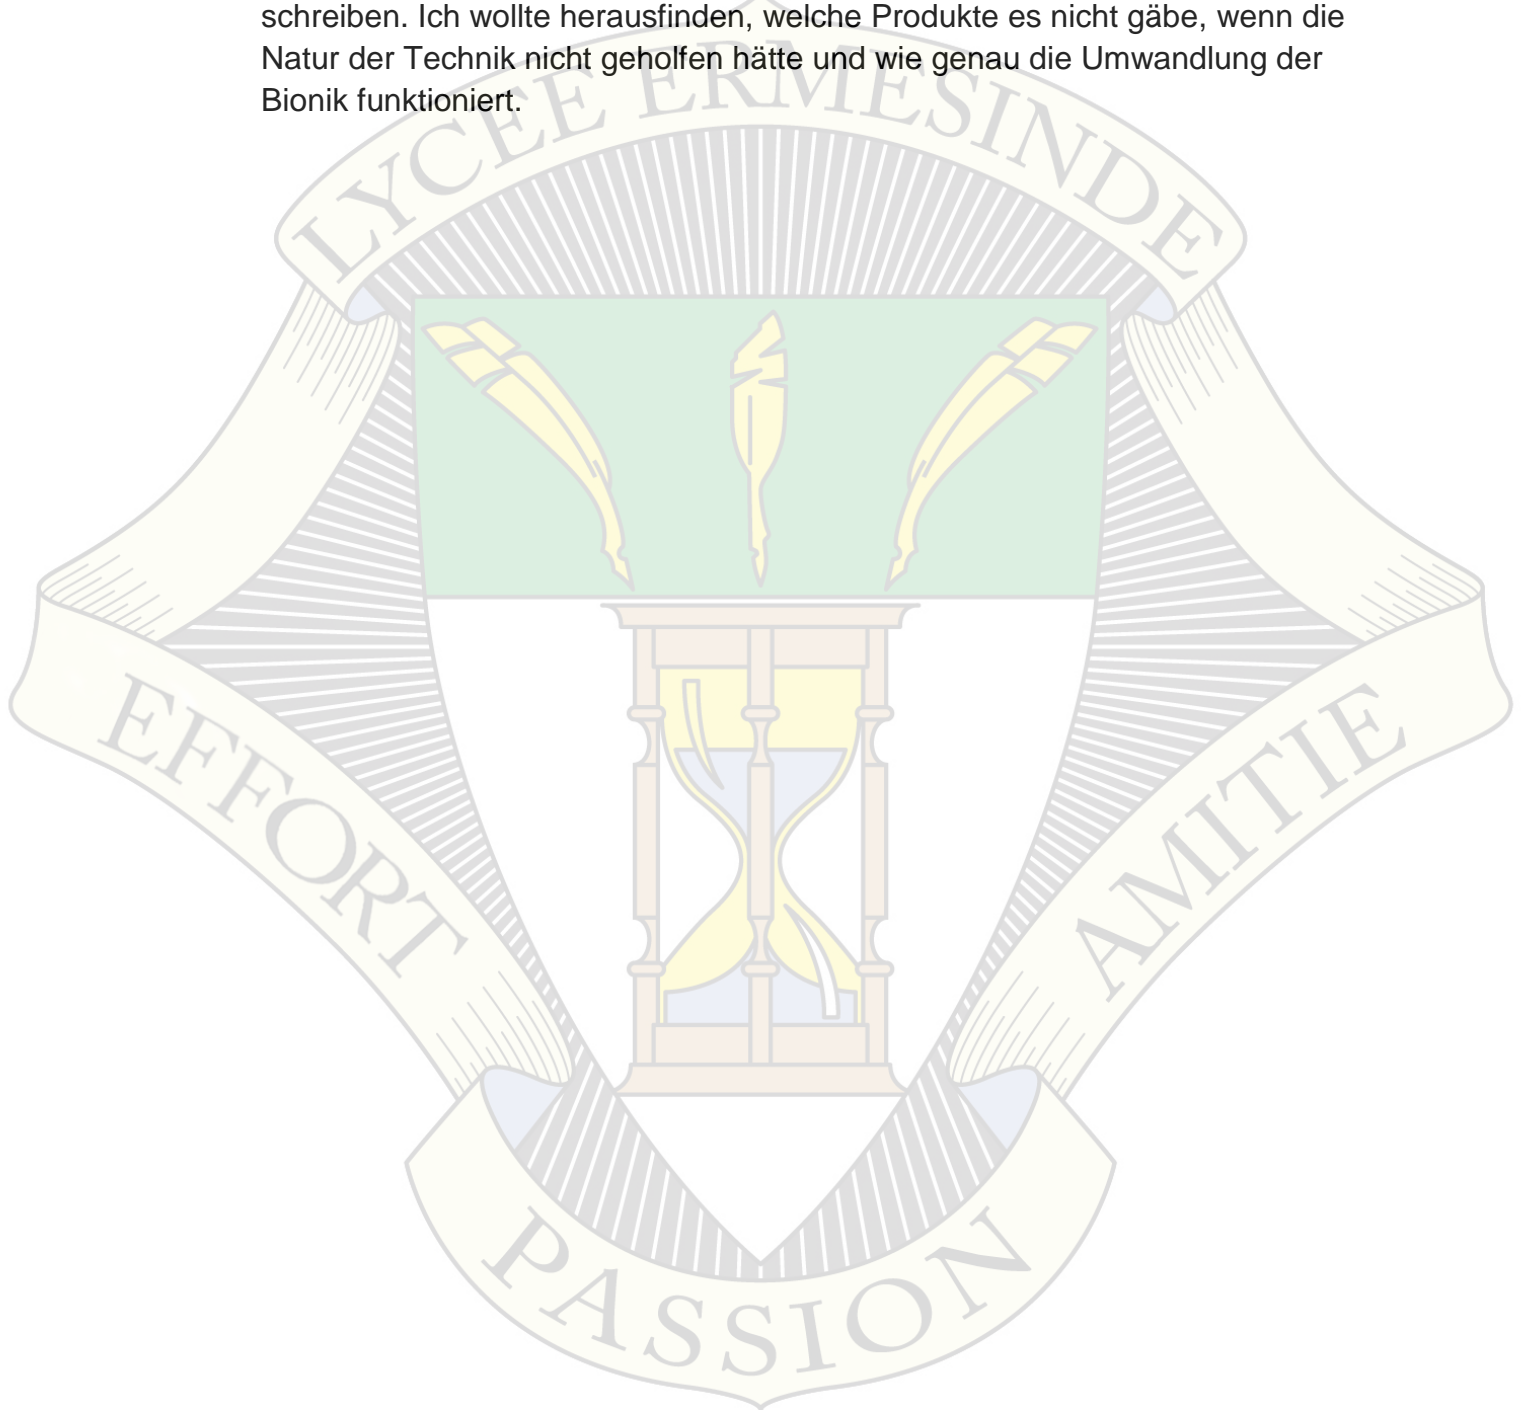 schreiben. Ich wollte herausfinden, welche Produkte es nicht gäbe, wenn die
Natur der Technik nicht geholfen hätte und wie genau die Umwandlung der
Bionik funktioniert.
LYCEE ERMESINDE
EFFORT
AMITIE
PASSION